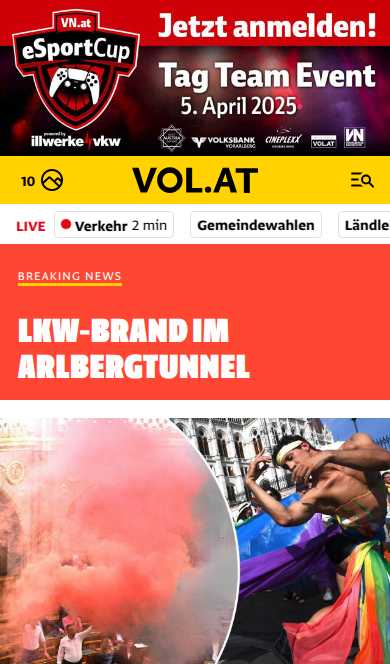 VN.at
eSportCup
powered by
illwerke vkw
Jetzt anmelden!
Tag Team Event
5. April 2025
VOLKSBANK
VORARLBERG
CINEPLEXX
VOL.AT
VN
10
VOL.AT
LIVE
Verkehr 2 min
Gemeindewahlen
Ländle
BREAKING NEWS
LKW-BRAND IM
ARLBERGTUNNEL